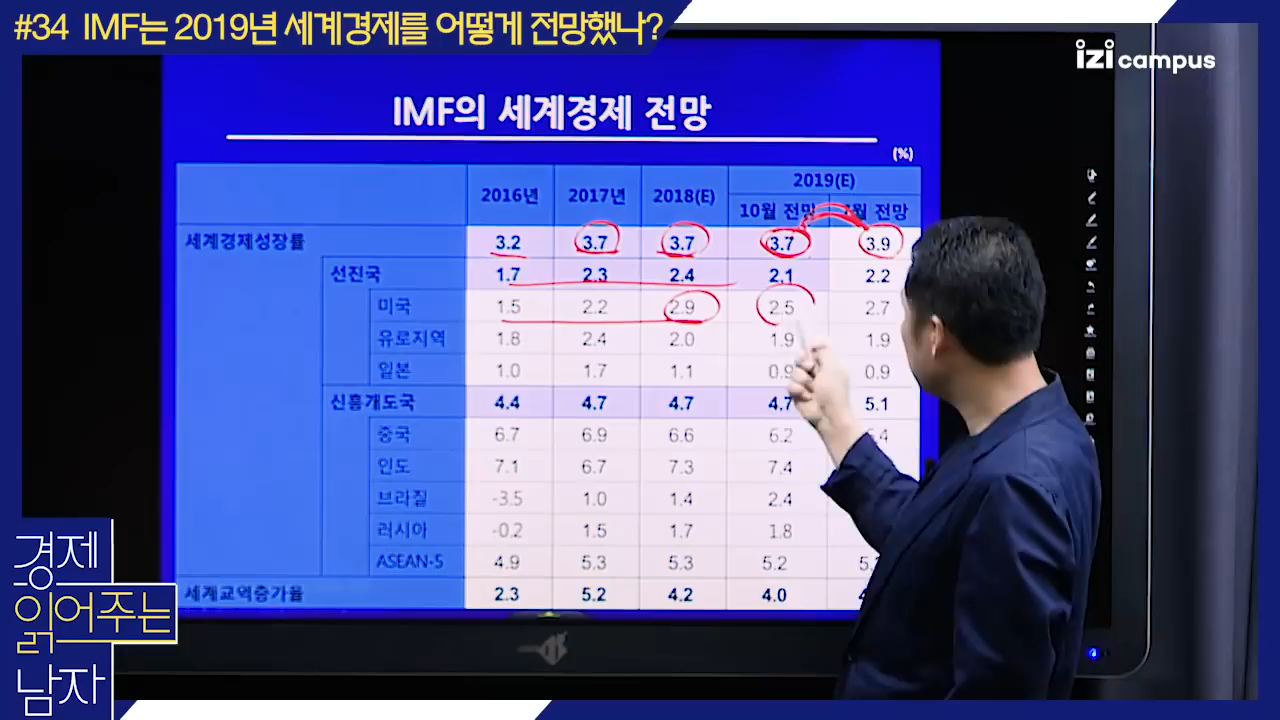 #34 IMF는 2019년 세계경제를 어떻게 전망했나?
izi campus
IMF의 세계경제 전망
(%)
2016년 2017년 2018(E) 2019(E)
10월 전망 전망
세계경제성장률 3.2 3.7 3.7 3.7 3.9
선진국 1.7 2.3 2.4 2.1 2.2
미국 1.5 2.2 2.9 2.5 2.7
유로지역 1.8 2.4 2.0 1.9 1.9
일본 1.0 1.7 1.1 0.9 0.9
신흥개도국 4.4 4.7 4.7 4.7 5.1
중국 6.7 6.9 6.6 6.2
인도 7.1 6.7 7.3 7.4
브라질 -3.5 1.0 1.4 2.4
러시아 -0.2 1.5 1.7 1.8
ASEAN-5 4.9 5.3 5.3 5.2
세계교역증가율 2.3 5.2 4.2 4.0
경제
읽어주는
남자